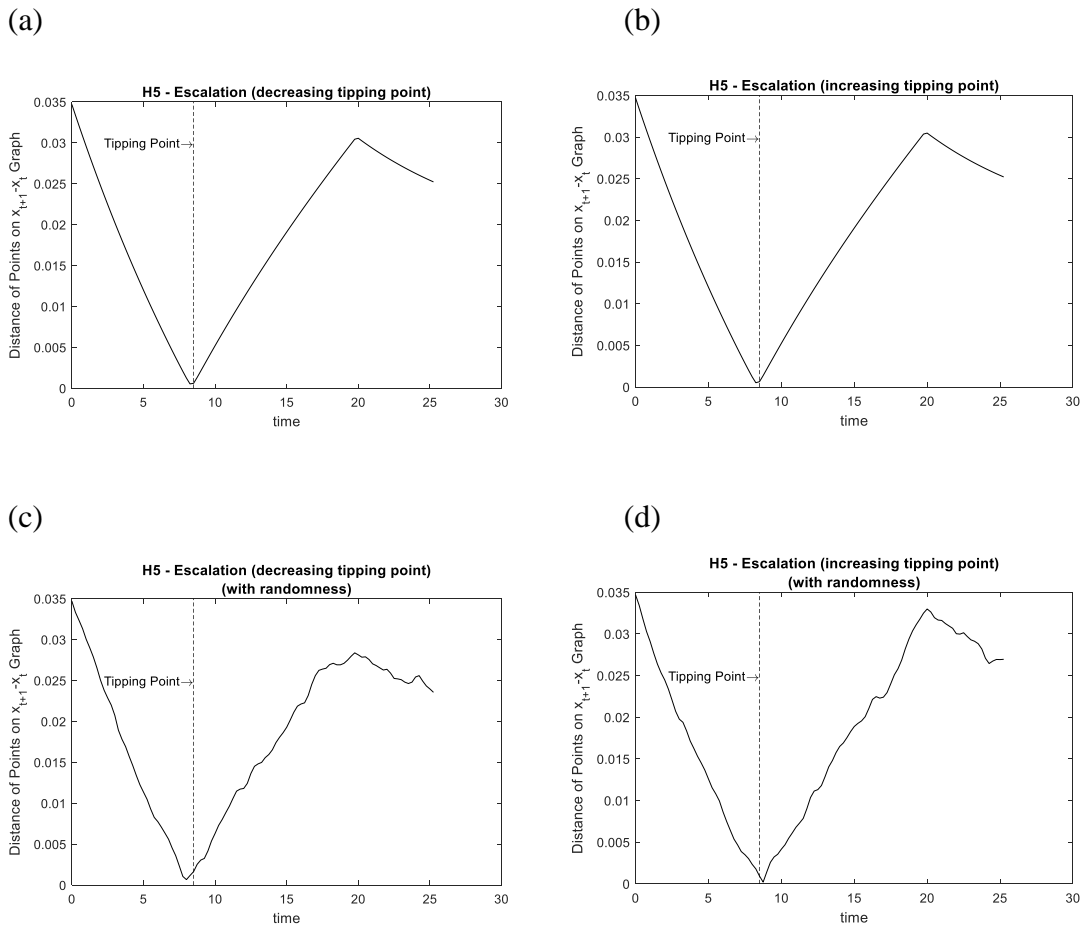 (a)
H5 - Escalation (decreasing tipping point)
Distance of Points on x_{t+1}-x_t Graph
0.035
0.03
0.025
0.02
0.015
0.01
0.005
0
Tipping Point→
0 5 10 15 20 25 30
time
(b)
H5 - Escalation (increasing tipping point)
Distance of Points on x_{t+1}-x_t Graph
0.035
0.03
0.025
0.02
0.015
0.01
0.005
0
Tipping Point→
0 5 10 15 20 25 30
time
(c)
H5 - Escalation (decreasing tipping point)
(with randomness)
Distance of Points on x_{t+1}-x_t Graph
0.035
0.03
0.025
0.02
0.015
0.01
0.005
0
Tipping Point→
0 5 10 15 20 25 30
time
(d)
H5 - Escalation (increasing tipping point)
(with randomness)
Distance of Points on x_{t+1}-x_t Graph
0.035
0.03
0.025
0.02
0.015
0.01
0.005
0
Tipping Point→
0 5 10 15 20 25 30
time